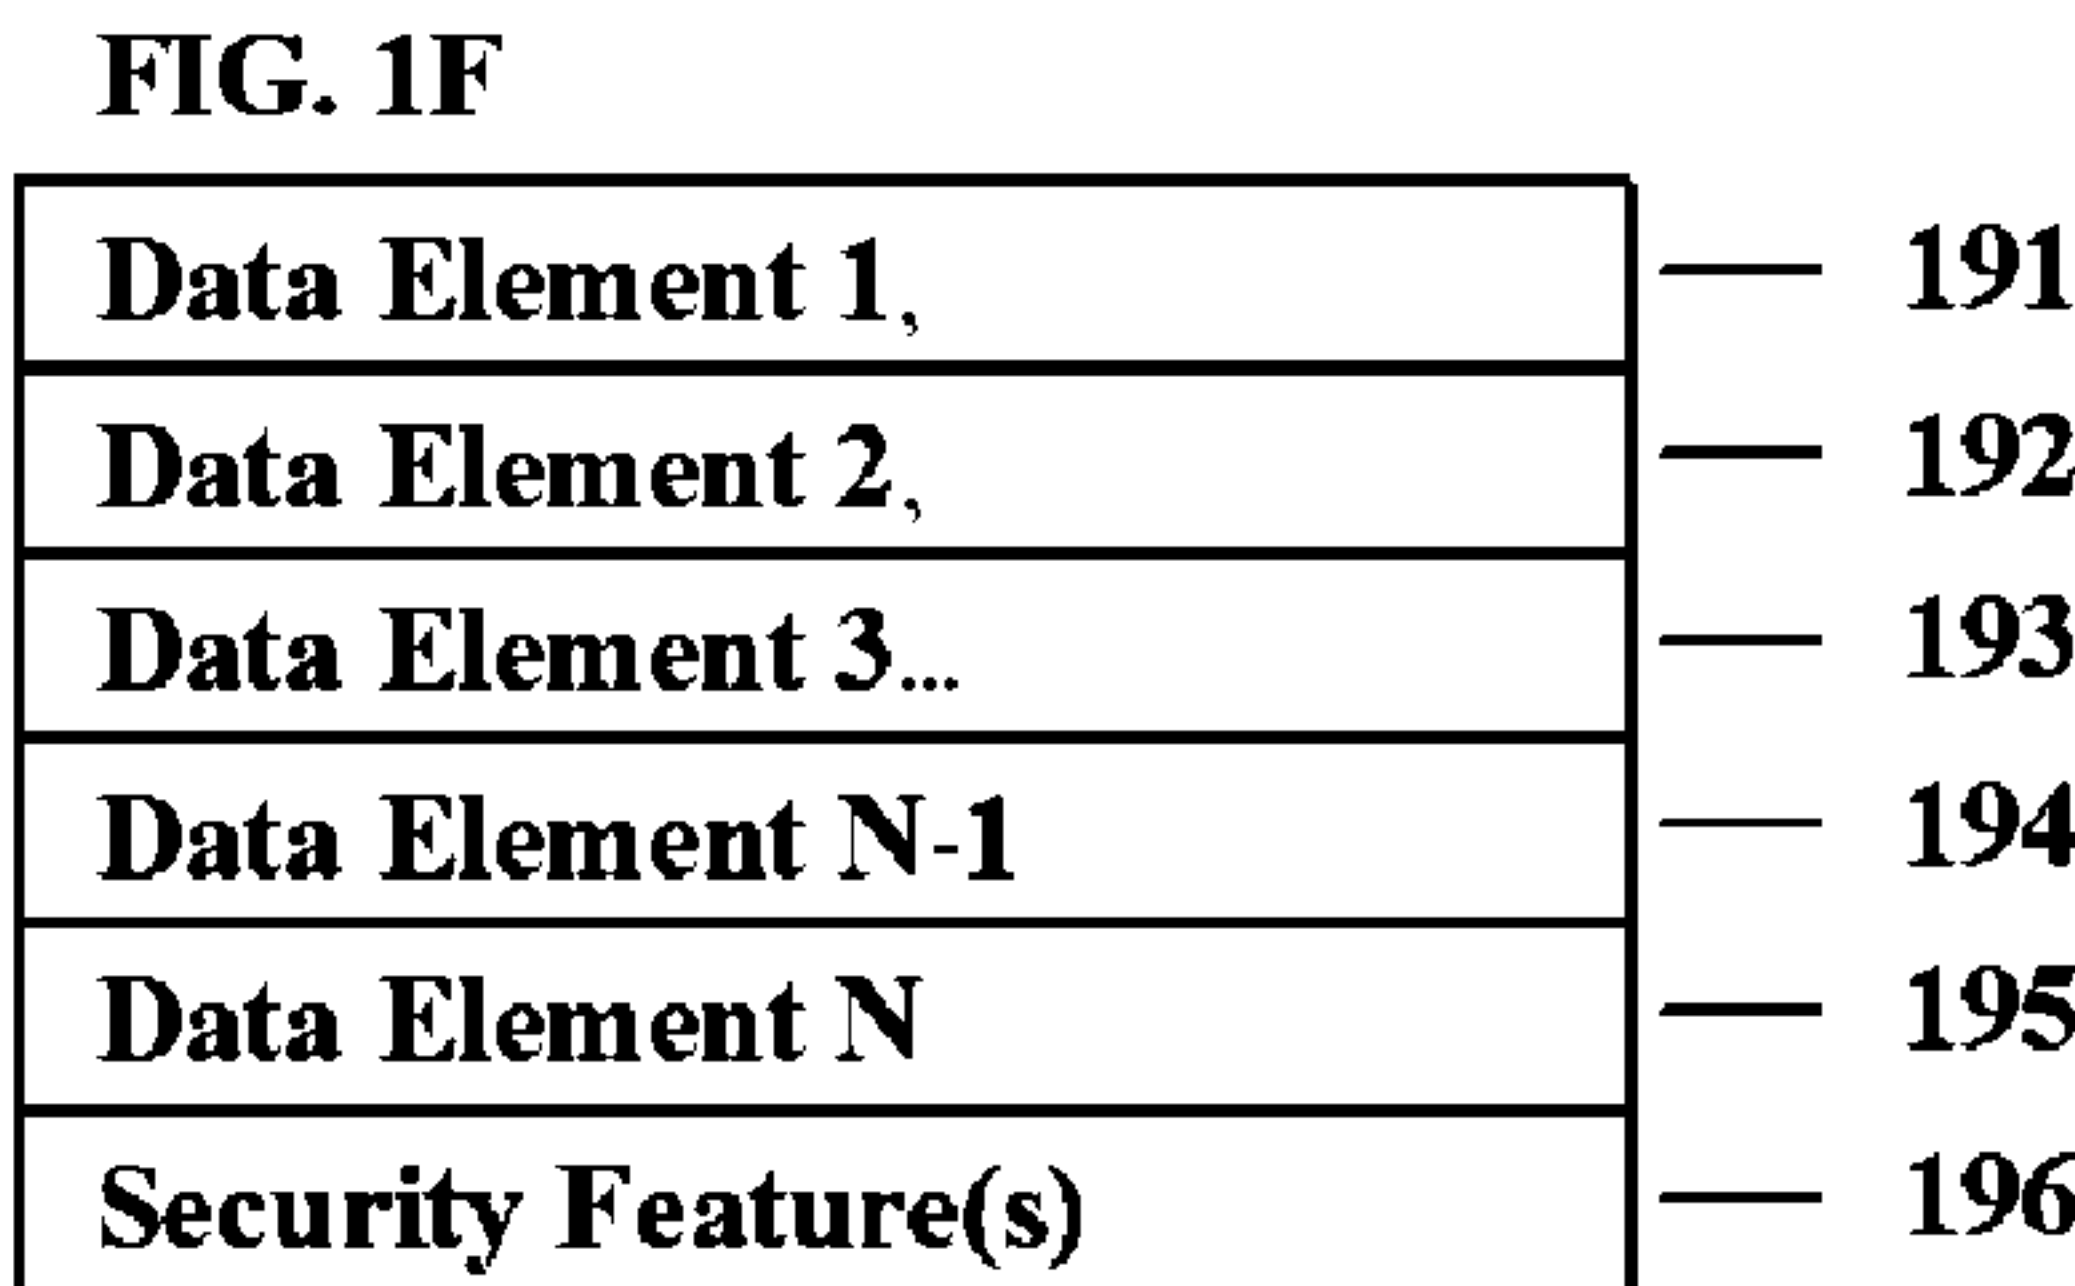 FIG. 1F
Data Element 1, 191
Data Element 2, 192
Data Element 3... 193
Data Element N-1 194
Data Element N 195
Security Feature(s) 196